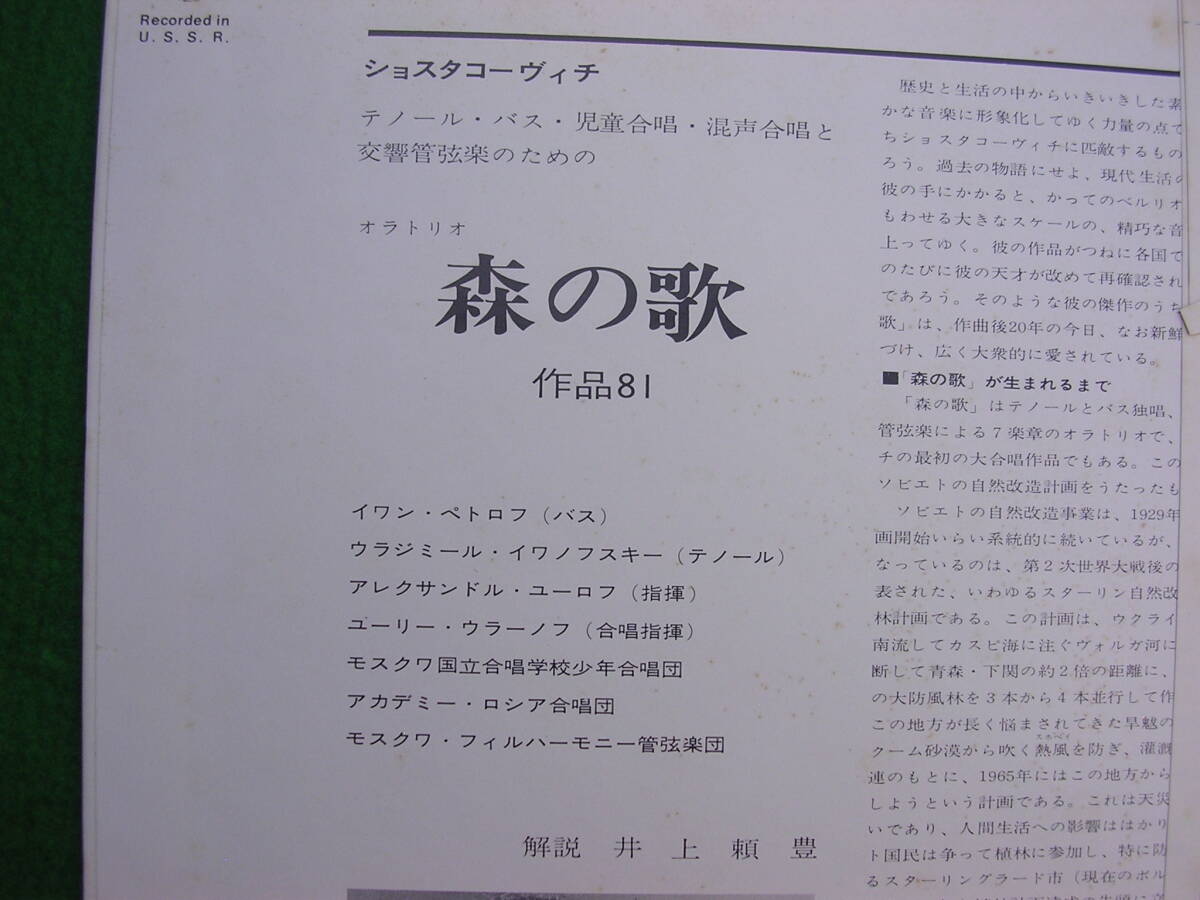 Recorded in
U. S. S. R.
ショスタコーヴィチ
テノール・バス・児童合唱・混声合唱と
交響管弦楽のための
オラトリオ
森の歌
作品81
イワン・ペトロフ(バス)
ウラジミール・イワノフスキー(テノール)
アレクサンドル・ユーロフ(指揮)
ユーリー・ウラーノフ(合唱指揮)
モスクワ国立合唱学校少年合唱団
アカデミー・ロシア合唱団
モスクワ・フィルハーモニー管弦楽団
解説 井上頼豊
歴史と生活の中からいきいきした素
かな音楽に形象化してゆく力量の点で
ちショスタコーヴィチに匹敵するもの
ろう。過去の物語にせよ、現代生活の
彼の手にかかると、かってのベルリオ
もわせる大きなスケールの、精巧な音
上ってゆく。彼の作品がつねに各国で
のたびに彼の天才が改めて再確認され
であろう。そのような彼の傑作のうち
歌」は、作曲後20年の今日、なお新鮮
づけ、広く大衆的に愛されている。
■「森の歌」が生まれるまで
「森の歌」はテノールとバス独唱、
管弦楽による7楽章のオラトリオで、
チの最初の大合唱作品でもある。この
ソビエトの自然改造計画をうたったも
ソビエトの自然改造事業は、1929年
画開始いらい系統的に続いているが、
なっているのは、第2次世界大戦後の
表された、いわゆるスターリン自然改
林計画である。この計画は、ウクライ
南流してカスピ海に注ぐヴォルガ河に
断して青森・下関の約2倍の距離に、
の大防風林を3本から4本並行して作
この地方が長く悩まされてきた旱魃の
クーム砂漠から吹く熱風を防ぎ、灌漑
連のもとに、1965年にはこの地方から
しようという計画である。これは天災
いであり、人間生活への影響ははかり
ト国民は争って植林に参加し、特に防
るスターリングラード市(現在のボル